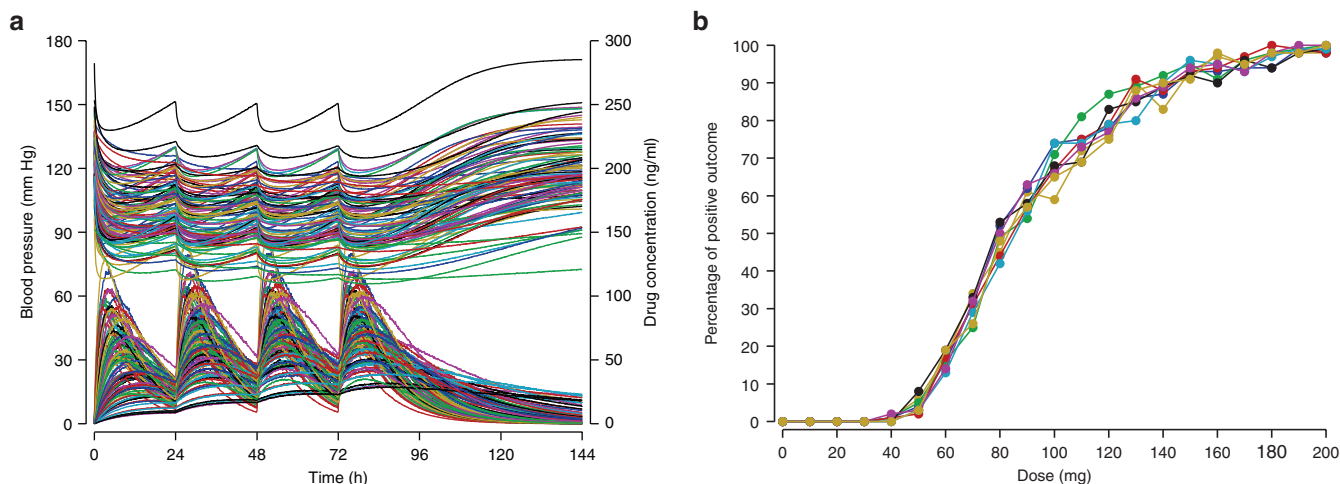 a
180
150
120
90
60
30
0
Blood pressure (mm Hg)
300
250
200
150
100
50
0
Drug concentration (ng/ml)
0 24 48 72 96 120 144
Time (h)
b
100
90
80
70
60
50
40
30
20
10
0
Percentage of positive outcome
0 20 40 60 80 100 120 140 160 180 200
Dose (mg)